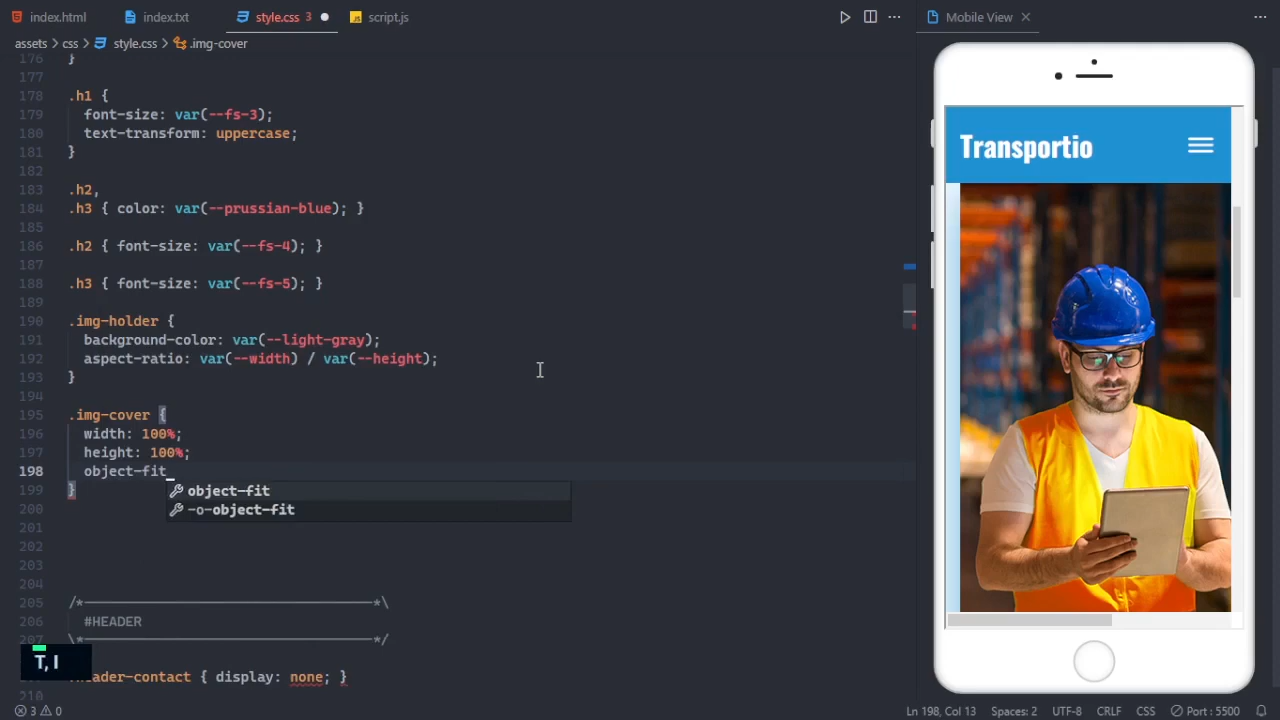 index.html
index.txt
style.css 3
script.js
Mobile View
assets > css > style.css > .img-cover
176 }
177
178 .h1 {
179 font-size: var(--fs-3);
180 text-transform: uppercase;
181 }
182
183 .h2,
184 .h3 { color: var(--prussian-blue); }
185
186 .h2 { font-size: var(--fs-4); }
187
188 .h3 { font-size: var(--fs-5); }
189
190 .img-holder {
191 background-color: var(--light-gray);
192 aspect-ratio: var(--width) / var(--height);
193 }
194
195 .img-cover {
196 width: 100%;
197 height: 100%;
198 object-fit
199 }
object-fit
200
-o-object-fit
201
202
203
204
205 /*-----------------------------------*\
206 #HEADER
207 \*-----------------------------------*/
eader-contact { display: none; }
210
T, I
Transportio
3 0
Ln 198, Col 13
Spaces: 2
UTF-8
CRLF
CSS
Port : 5500